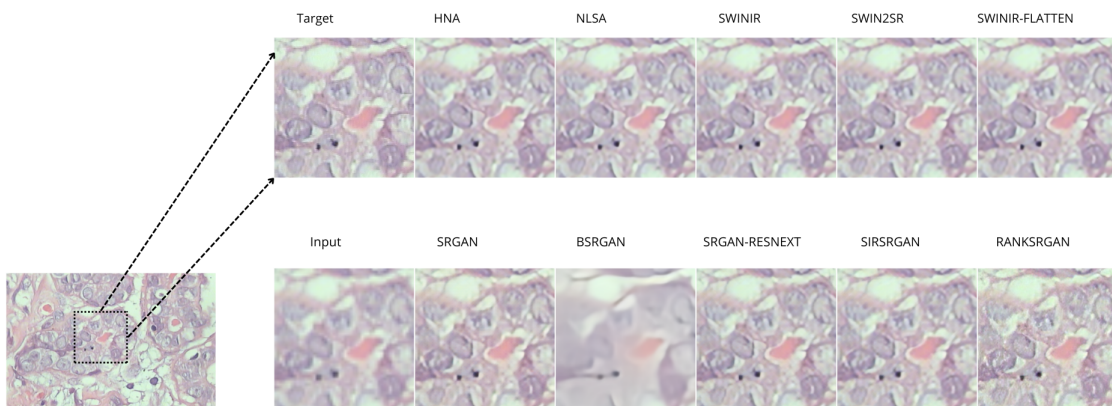 Target HNA NLSA SWINIR SWIN2SR SWINIR-FLATTEN
Input SRGAN BSRGAN SRGAN-RESNEXT SIRSRGAN RANKSRGAN